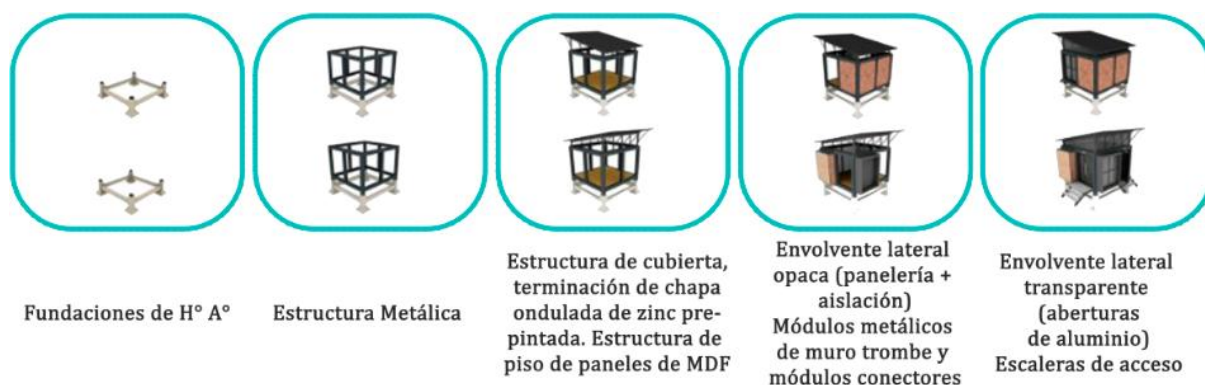 Fundaciones de H° A°
Estructura Metálica
Estructura de cubierta,
terminación de chapa
ondulada de zinc pre-
pintada. Estructura de
piso de paneles de MDF
Envolvente lateral
opaca (panelería +
aislación)
Módulos metálicos
de muro trombe y
módulos conectores
Envolvente lateral
transparente
(aberturas
de aluminio)
Escaleras de acceso